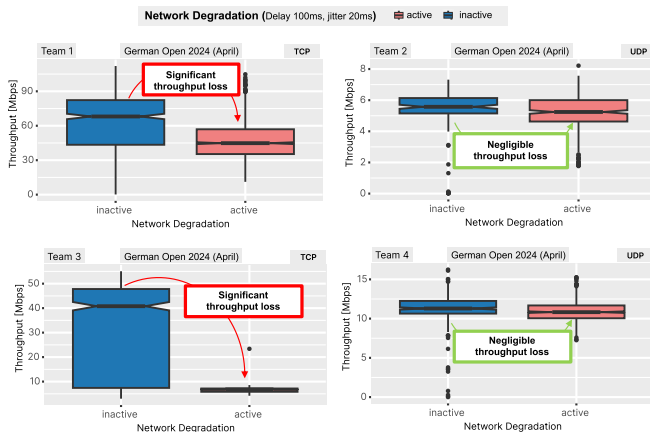 Network Degradation (Delay 100ms, jitter 20ms) active inactive
Team 1 German Open 2024 (April) TCP
Throughput [Mbps]
90
60
30
0
Significant
throughput loss
inactive active
Network Degradation
Team 2 German Open 2024 (April) UDP
Throughput [Mbps]
8
6
4
2
0
Negligible
throughput loss
inactive active
Network Degradation
Team 3 German Open 2024 (April) TCP
Throughput [Mbps]
50
40
30
20
10
Significant
throughput loss
inactive active
Network Degradation
Team 4 German Open 2024 (April) UDP
Throughput [Mbps]
15
10
5
0
Negligible
throughput loss
inactive active
Network Degradation